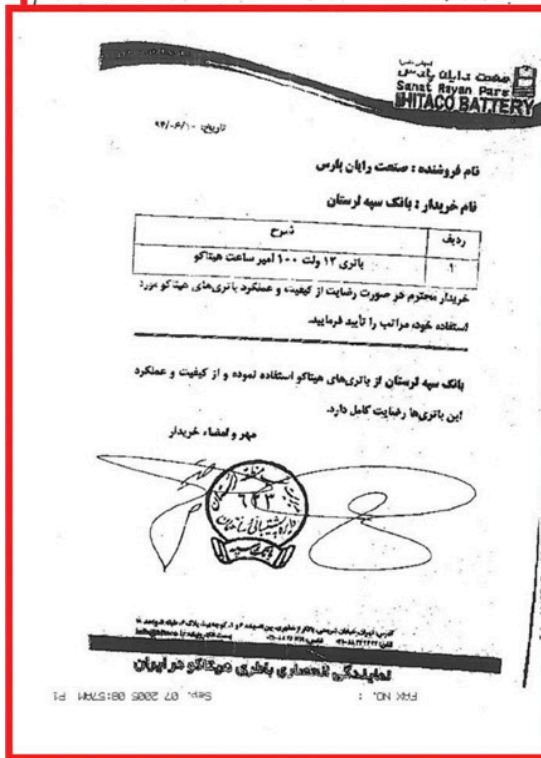 صنعت رایان پارس
Sanat Rayan Pars
HITACO BATTERY
تاریخ: ۹۴/۰۶/۱۰
نام فروشنده : صنعت رایان پارس
نام خریدار : بانک سپه لرستان
ردیف شرح
۱ باتری ۱۲ ولت ۱۰۰ آمپر ساعت هیتاکو
خریدار محترم در صورت رضایت از کیفیت و عملکرد باتری‌های هیتاکو مورد
استفاده خود، مراتب را تأیید فرمایید.
بانک سپه لرستان از باتری‌های هیتاکو استفاده نموده و از کیفیت و عملکرد
این باتری‌ها رضایت کامل دارد.
مهر و امضاء خریدار
۶۲۳
بانک سپه
نمایندگی انحصاری باطری هیتاکو در ایران
FAX NO. : Sep. 07 2005 08:57AM P1